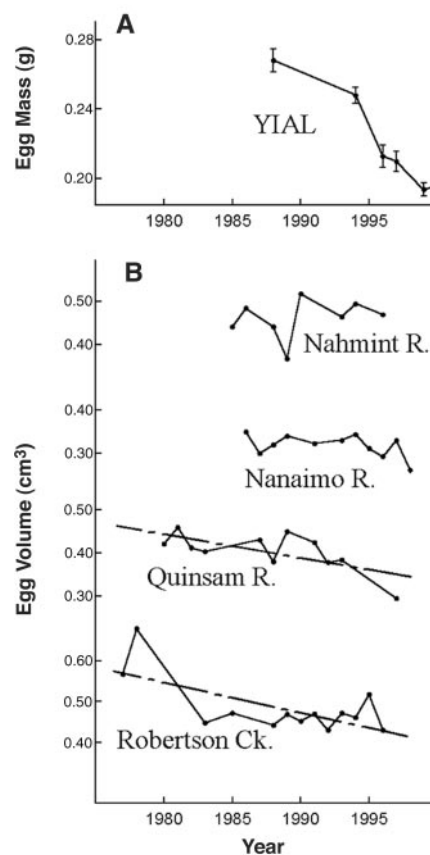 A
Egg Mass (g)
0.28
0.24
0.20
YIAL
1980 1985 1990 1995
B
Egg Volume (cm³)
0.50
0.40
Nahmint R.
0.40
0.30
Nanaimo R.
0.50
0.40
0.30
Quinsam R.
0.60
0.50
0.40
Robertson Ck.
1980 1985 1990 1995
Year